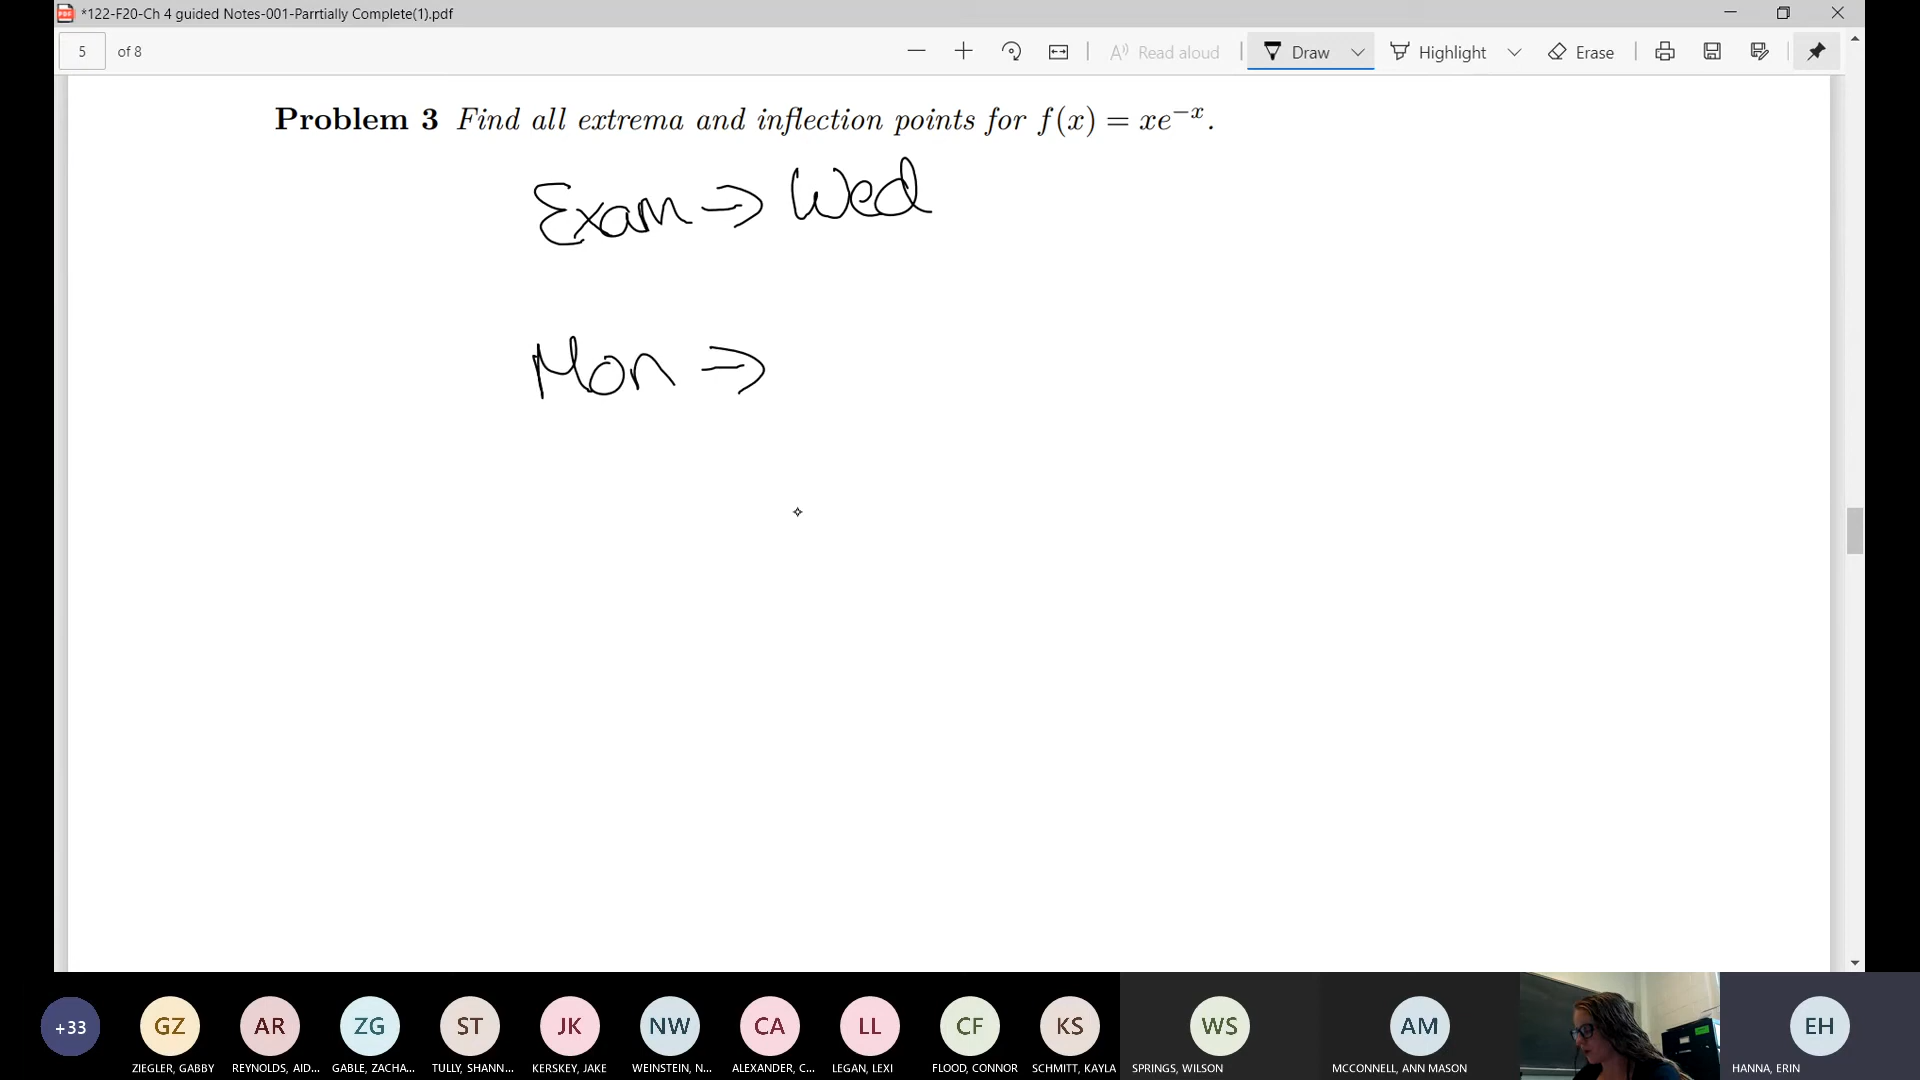 *122-F20-Ch 4 guided Notes-001-Parrtially Complete(1).pdf
5 of 8 Read aloud Draw Highlight Erase
Problem 3 Find all extrema and inflection points for f(x) = xe⁻ˣ.
Exam ⇒ Wed
Mon ⇒
+33 GZ AR ZG ST JK NW CA LL CF KS WS AM EH
ZIEGLER, GABBY REYNOLDS, AID... GABLE, ZACHA... TULLY, SHANN... KERSKEY, JAKE WEINSTEIN, N... ALEXANDER, C... LEGAN, LEXI FLOOD, CONNOR SCHMITT, KAYLA SPRINGS, WILSON MCCONNELL, ANN MASON HANNA, ERIN